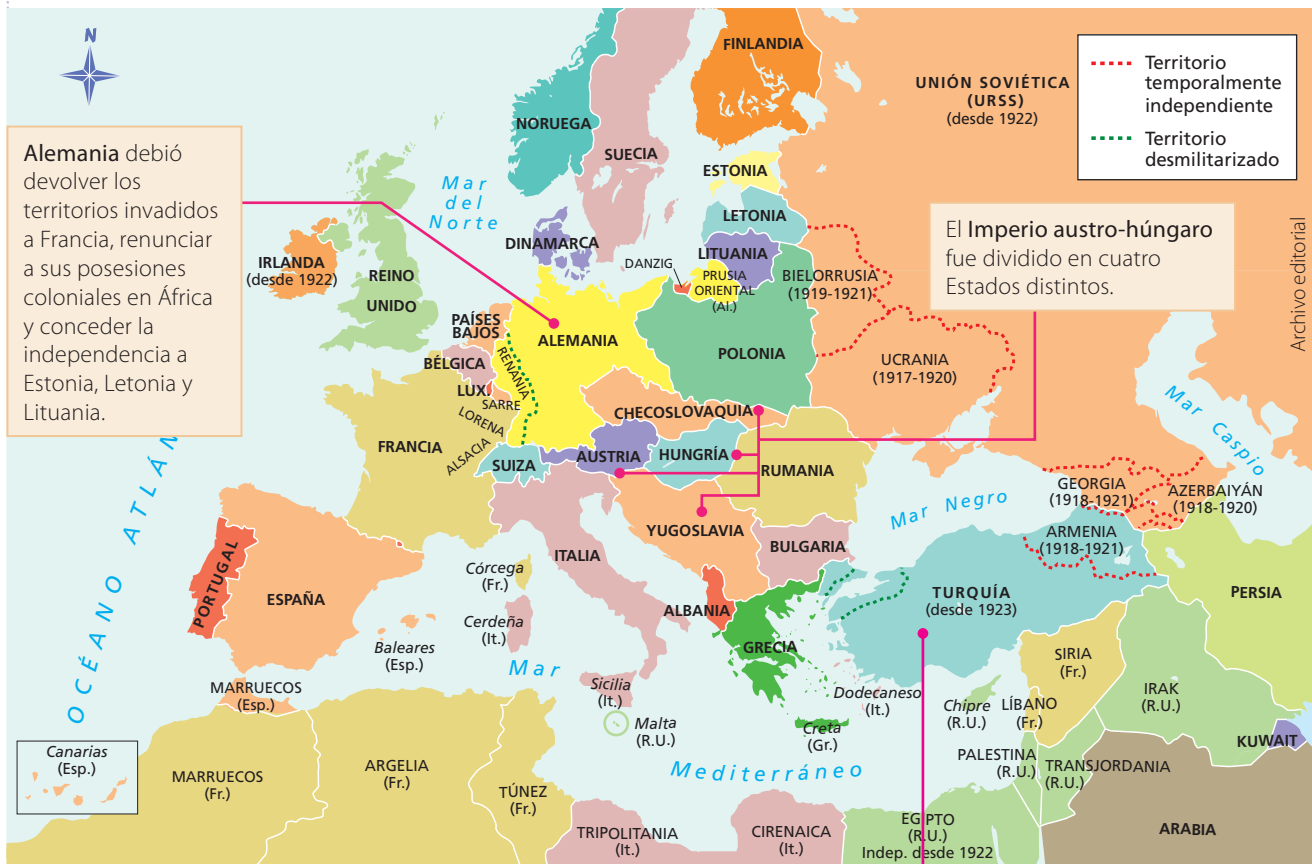 N
FINLANDIA
UNIÓN SOVIÉTICA
(URSS)
(desde 1922)
Territorio
temporalmente
independiente
Territorio
desmilitarizado
Alemania debió
devolver los
territorios invadidos
a Francia, renunciar
a sus posesiones
coloniales en África
y conceder la
independencia a
Estonia, Letonia y
Lituania.
NORUEGA
SUECIA
Mar
del
Norte
ESTONIA
LETONIA
LITUANIA
DINAMARCA
DANZIG
PRUSIA
ORIENTAL
(Al.)
BIELORRUSIA
(1919-1921)
El Imperio austro-húngaro
fue dividido en cuatro
Estados distintos.
Archivo editorial
IRLANDA
(desde 1922)
REINO
UNIDO
PAÍSES
BAJOS
ALEMANIA
POLONIA
UCRANIA
(1917-1920)
BÉLGICA
RENANIA
LUX.
SARRE
LORENA
ALSACIA
CHECOSLOVAQUIA
FRANCIA
SUIZA
AUSTRIA
HUNGRÍA
RUMANIA
Mar Caspio
Mar Negro
GEORGIA
(1918-1921)
AZERBAIYÁN
(1918-1920)
ARMENIA
(1918-1921)
YUGOSLAVIA
BULGARIA
ITALIA
OCÉANO ATLÁN
PORTUGAL
ESPAÑA
Córcega
(Fr.)
Cerdeña
(It.)
Baleares
(Esp.)
ALBANIA
GRECIA
TURQUÍA
(desde 1923)
PERSIA
Mar
Mediterráneo
Sicilia
(It.)
Malta
(R.U.)
Dodecaneso
(It.)
Creta
(Gr.)
Chipre
(R.U.)
SIRIA
(Fr.)
LÍBANO
(Fr.)
IRAK
(R.U.)
KUWAIT
PALESTINA
(R.U.)
TRANSJORDANIA
(R.U.)
MARRUECOS
(Esp.)
Canarias
(Esp.)
MARRUECOS
(Fr.)
ARGELIA
(Fr.)
TÚNEZ
(Fr.)
TRIPOLITANIA
(It.)
CIRENAICA
(It.)
EGIPTO
(R.U.)
Indep. desde 1922
ARABIA